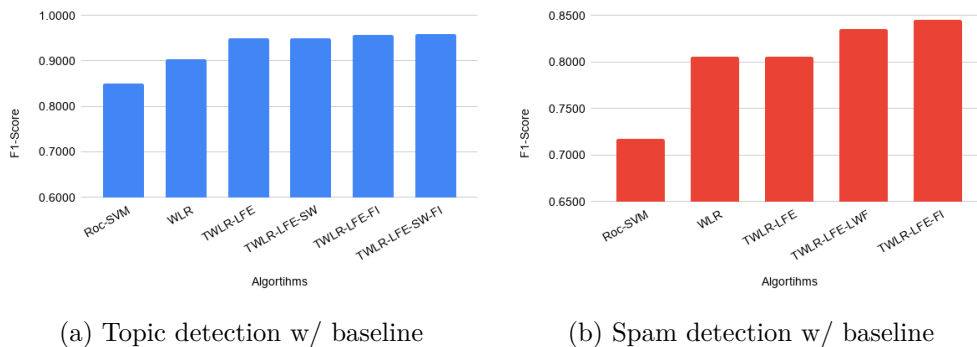 1.0000
0.9000
0.8000
0.7000
0.6000
F1-Score
Roc-SVM
WLR
TWLR-LFE
TWLR-LFE-SW
TWLR-LFE-FI
TWLR-LFE-SW-FI
Algortihms
(a) Topic detection w/ baseline
0.8500
0.8000
0.7500
0.7000
0.6500
F1-Score
Roc-SVM
WLR
TWLR-LFE
TWLR-LFE-LWF
TWLR-LFE-FI
Algortihms
(b) Spam detection w/ baseline